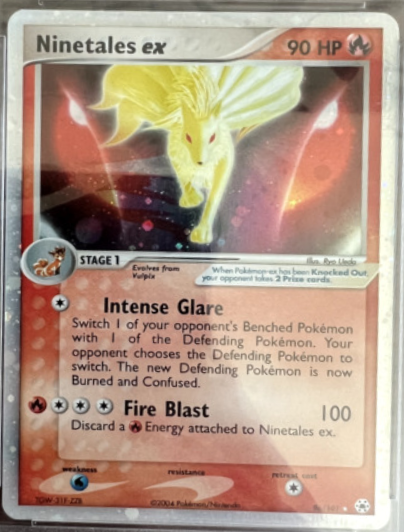 Ninetales ex 90 HP
STAGE 1
Evolves from
Vulpix
Illus. Ryo Ueda
When Pokémon-ex has been Knocked Out,
your opponent takes 2 Prize cards.
Intense Glare
Switch 1 of your opponent's Benched Pokémon
with 1 of the Defending Pokémon. Your
opponent chooses the Defending Pokémon to
switch. The new Defending Pokémon is now
Burned and Confused.
Fire Blast 100
Discard a Energy attached to Ninetales ex.
weakness resistance retreat cost
©2004 Pokémon/Nintendo